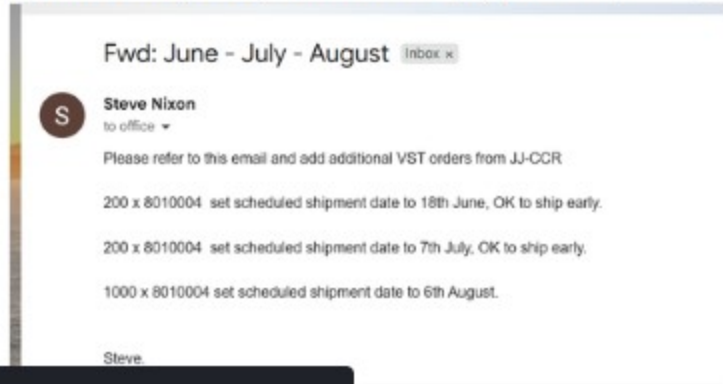 Fwd: June - July - August Inbox x
S
Steve Nixon
to office
Please refer to this email and add additional VST orders from JJ-CCR
200 x 8010004 set scheduled shipment date to 18th June, OK to ship early.
200 x 8010004 set scheduled shipment date to 7th July, OK to ship early.
1000 x 8010004 set scheduled shipment date to 6th August.
Steve.